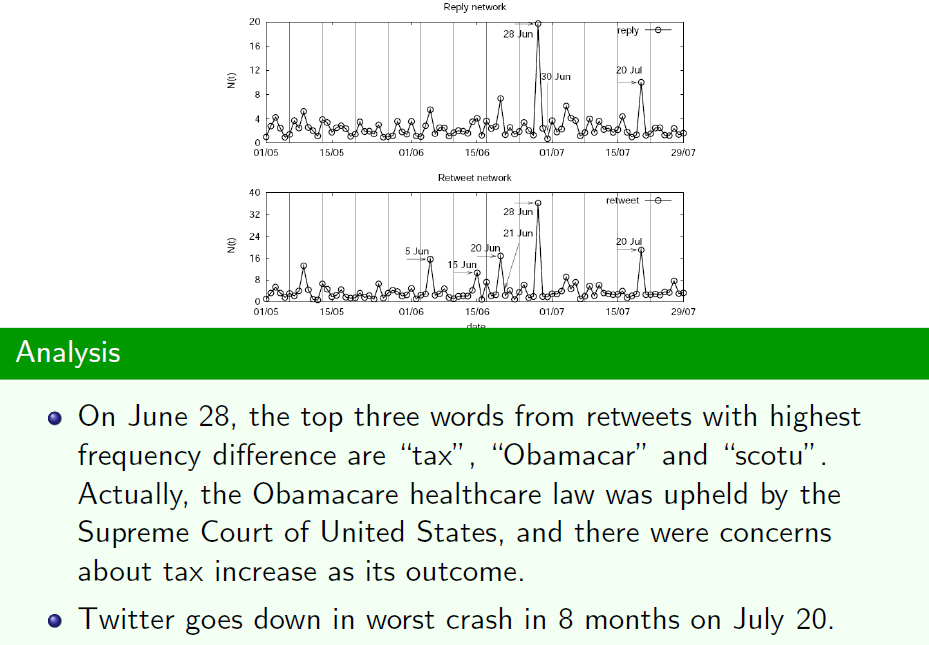 Reply network
20
16
12
8
4
0
N(t)
28 Jun
30 Jun
20 Jul
reply
01/05 15/05 01/06 15/06 01/07 15/07 29/07
Retweet network
40
32
24
16
8
0
N(t)
5 Jun
15 Jun
20 Jun
21 Jun
28 Jun
20 Jul
retweet
01/05 15/05 01/06 15/06 01/07 15/07 29/07
date
Analysis
On June 28, the top three words from retweets with highest
frequency difference are “tax”, “Obamacar” and “scotu”.
Actually, the Obamacare healthcare law was upheld by the
Supreme Court of United States, and there were concerns
about tax increase as its outcome.
Twitter goes down in worst crash in 8 months on July 20.